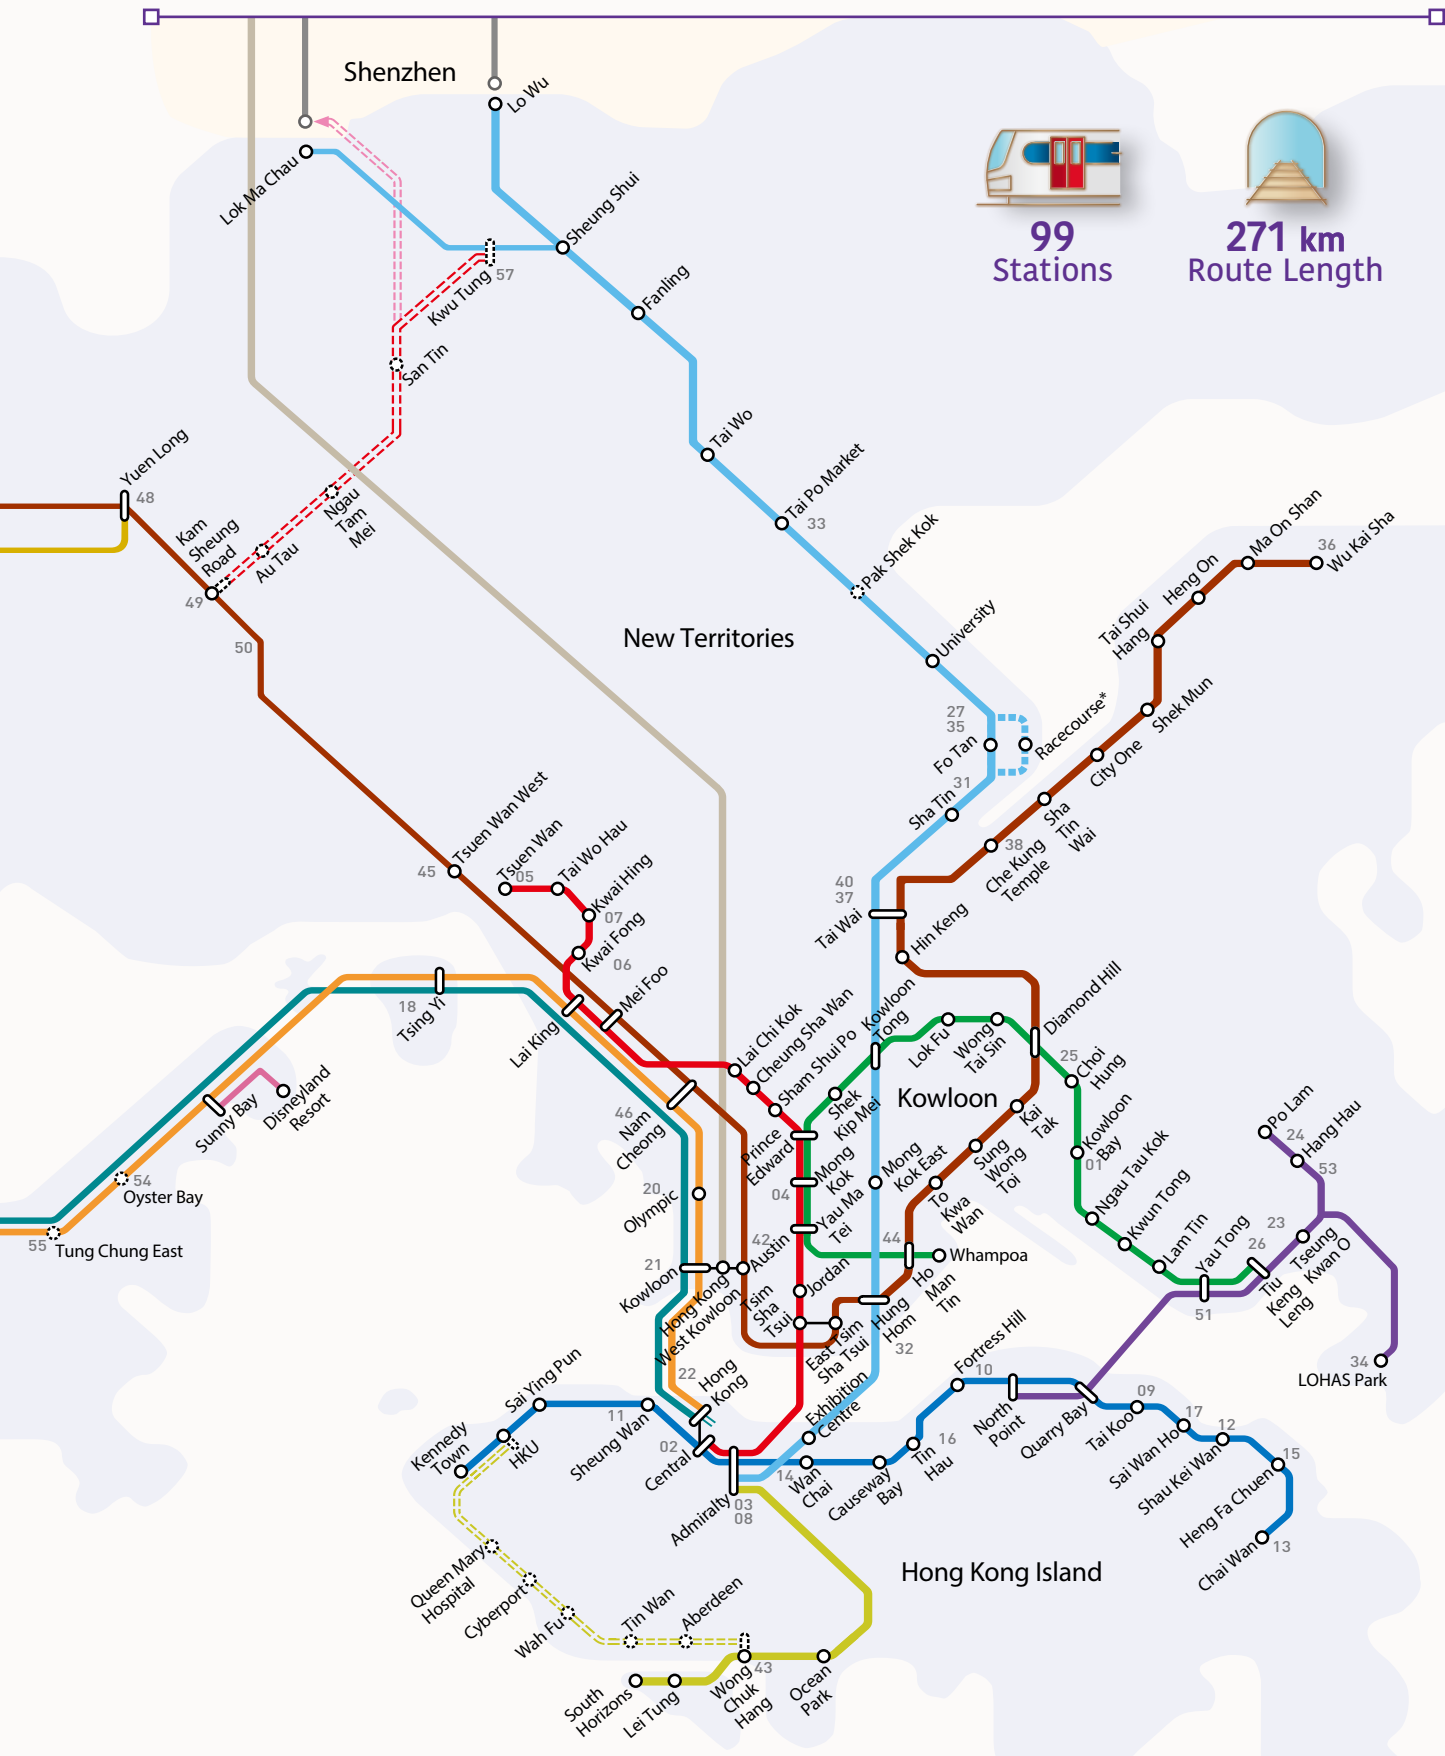 Shenzhen
Lo Wu
Lok Ma Chau
Sheung Shui
99
Stations
271 km
Route Length
57
Kwu Tung
Fanling
San Tin
Tai Wo
Yuen Long
48
Tai Po Market
33
Kam
Sheung
Road
Ngau
Tam
Mei
Au Tau
Pak Shek Kok
Ma On Shan
36
Wu Kai Sha
Heng On
49
50
New Territories
University
Tai Shui
Hang
Shek Mun
27
35
Fo Tan
Racecourse*
City One
31
Sha Tin
Sha
Tin
Wai
38
Che Kung
Temple
Tsuen Wan West
45
Tsuen Wan
05
Tai Wo Hau
Kwai Hing
07
Kwai Fong
06
40
37
Tai Wai
Hin Keng
Mei Foo
18
Tsing Yi
Lai King
Lai Chi Kok
Cheung Sha Wan
Sham Shui Po
Kowloon
Tong
Lok Fu
Wong
Tai Sin
Diamond Hill
25
Choi
Hung
Sunny Bay
Disneyland
Resort
46
Nam
Cheong
Shek
Kip Mei
Kowloon
Kai
Tak
Prince
Edward
Kowloon
Bay
01
Po Lam
24
Hang Hau
53
54
Oyster Bay
55
Tung Chung East
20
Olympic
04
Mong
Kok
Mong
Kok East
Sung
Wong
Toi
To
Kwa
Wan
Yau Ma
Tei
Ngau Tau Kok
Kwun Tong
Lam Tin
Yau Tong
26
23
Tseung
Kwan O
Tiu
Keng
Leng
51
21
Kowloon
42
Austin
Hong Kong
West Kowloon
44
Whampoa
Ho
Man
Tin
Jordan
Tsim
Sha
Tsui
East Tsim
Sha Tsui
Hung
Hom
32
34
LOHAS Park
22
Hong
Kong
Exhibition
Centre
Fortress Hill
10
North
Point
Quarry Bay
09
Tai Koo
17
Sai Wan Ho
12
Shau Kei Wan
15
Heng Fa Chuen
Chai Wan
13
Sai Ying Pun
11
Sheung Wan
Kennedy
Town
HKU
02
Central
Admiralty
03
08
14
Wan
Chai
Causeway
Bay
16
Tin
Hau
Hong Kong Island
Queen Mary
Hospital
Cyberport
Wah Fu
Tin Wan
Aberdeen
43
Wong
Chuk
Hang
Ocean
Park
South
Horizons
Lei Tung